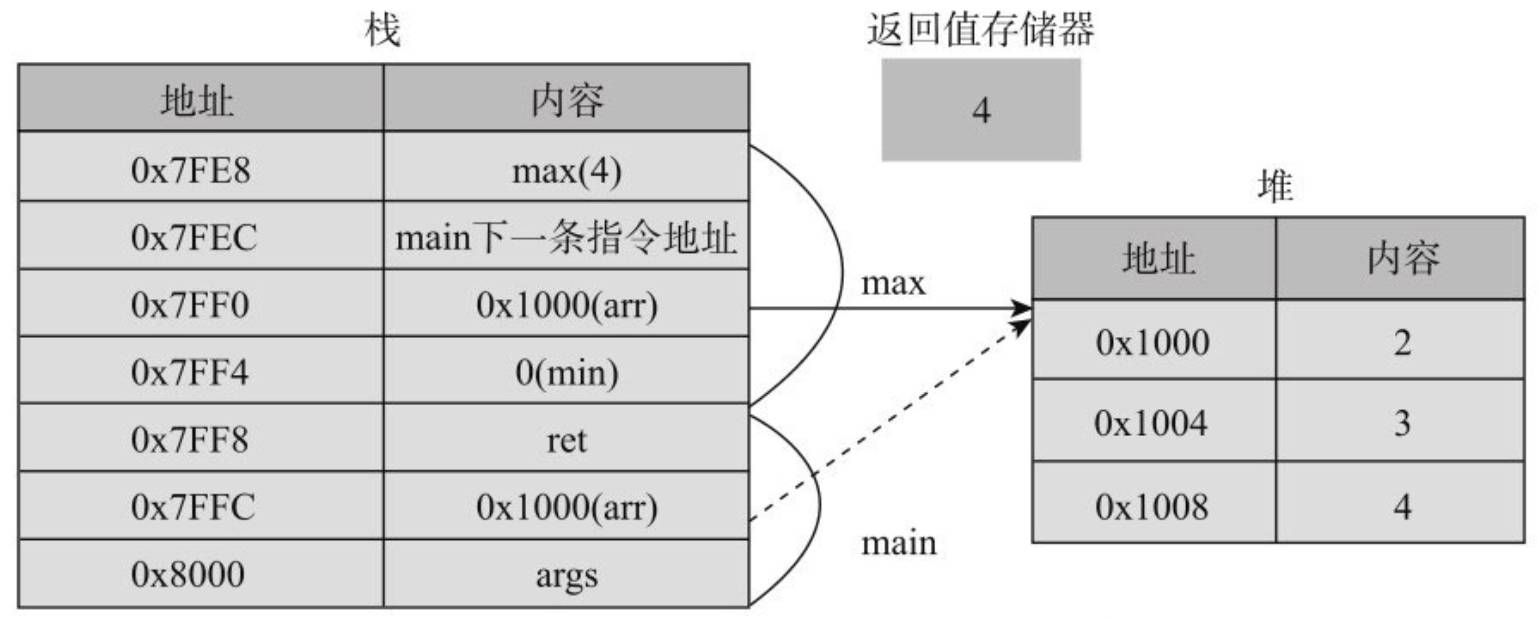 栈
地址 内容
0x7FE8 max(4)
0x7FEC main下一条指令地址
0x7FF0 0x1000(arr)
0x7FF4 0(min)
0x7FF8 ret
0x7FFC 0x1000(arr)
0x8000 args
max
main
返回值存储器
4
堆
地址 内容
0x1000 2
0x1004 3
0x1008 4